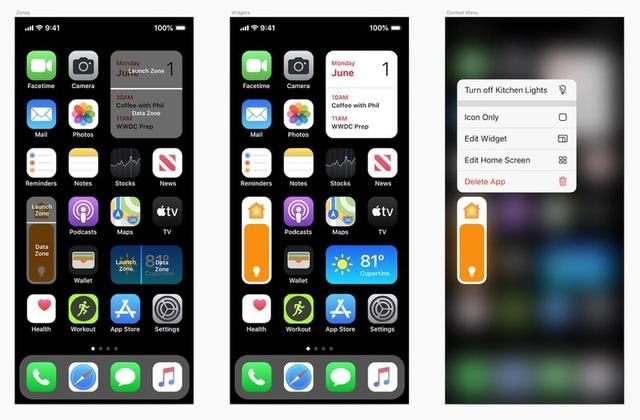 Zones
9:41
100%
Monday
June 1
Launch Zone
10AM
Coffee with Phil
Data Zone
11AM
WWDC Prep
Facetime
Camera
Mail
Photos
Reminders
Notes
Stocks
News
Launch
Zone
Data
Zone
Podcasts
Maps
TV
tv
Wallet
Launch
Zone
Data
Zone
81°
Cupertino
Health
Workout
App Store
Settings
Widgets
9:41
100%
Monday
June 1
10AM
Coffee with Phil
11AM
WWDC Prep
Facetime
Camera
Mail
Photos
Reminders
Notes
Stocks
News
Podcasts
Maps
tv
TV
Wallet
81°
Cupertino
Health
Workout
App Store
Settings
Context Menu
Turn off Kitchen Lights
Icon Only
Edit Widget
Edit Home Screen
Delete App